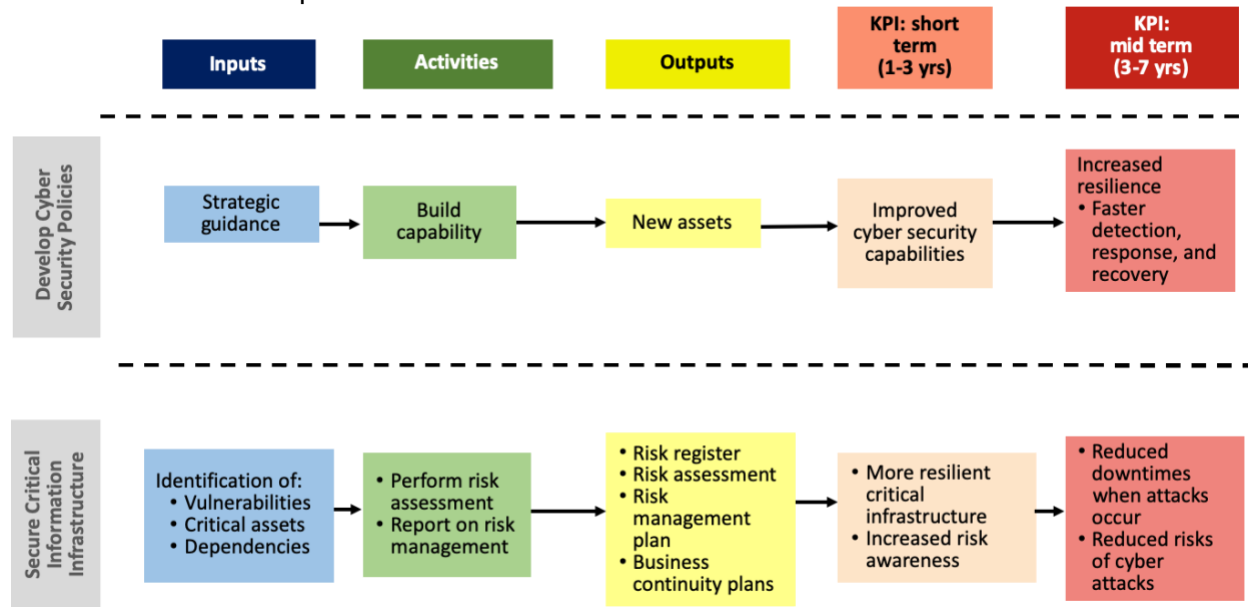 Inputs
Activities
Outputs
KPI: short
term
(1-3 yrs)
KPI:
mid term
(3-7 yrs)
Develop Cyber
Security Policies
Strategic
guidance
Build
capability
New assets
Improved
cyber security
capabilities
Increased
resilience
• Faster
detection,
response, and
recovery
Secure Critical
Information
Infrastructure
Identification of:
• Vulnerabilities
• Critical assets
• Dependencies
• Perform risk
assessment
• Report on risk
management
• Risk register
• Risk assessment
• Risk
management
plan
• Business
continuity plans
• More resilient
critical
infrastructure
• Increased risk
awareness
• Reduced
downtimes
when attacks
occur
• Reduced risks
of cyber
attacks